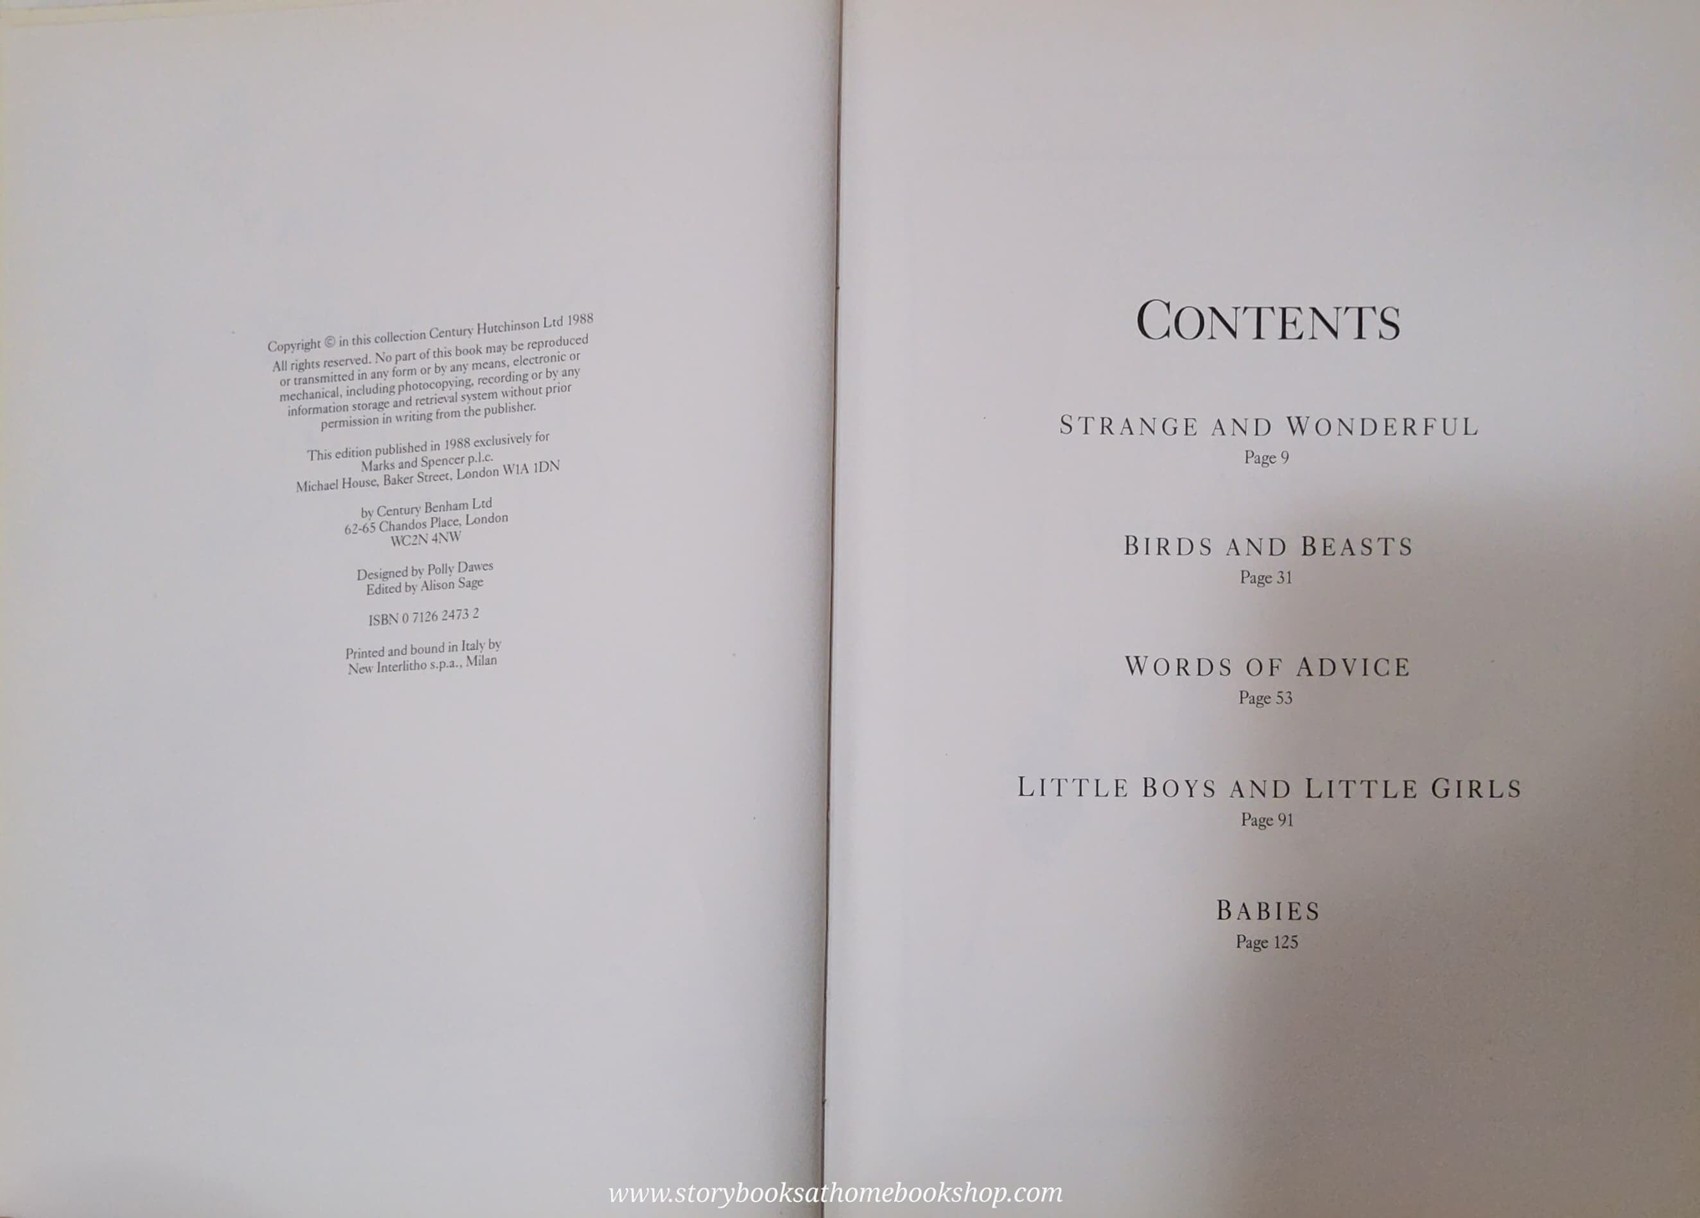 Copyright © in this collection Century Hutchinson Ltd 1988
All rights reserved. No part of this book may be reproduced
or transmitted in any form or by any means, electronic or
mechanical, including photocopying, recording or by any
information storage and retrieval system without prior
permission in writing from the publisher.
This edition published in 1988 exclusively for
Marks and Spencer p.l.c.
Michael House, Baker Street, London W1A 1DN
by Century Benham Ltd
62-65 Chandos Place, London
WC2N 4NW
Designed by Polly Dawes
Edited by Alison Sage
ISBN 0 7126 2473 2
Printed and bound in Italy by
New Interlitho s.p.a., Milan
CONTENTS
STRANGE AND WONDERFUL
Page 9
BIRDS AND BEASTS
Page 31
WORDS OF ADVICE
Page 53
LITTLE BOYS AND LITTLE GIRLS
Page 91
BABIES
Page 125
www.storybooksathomebookshop.com